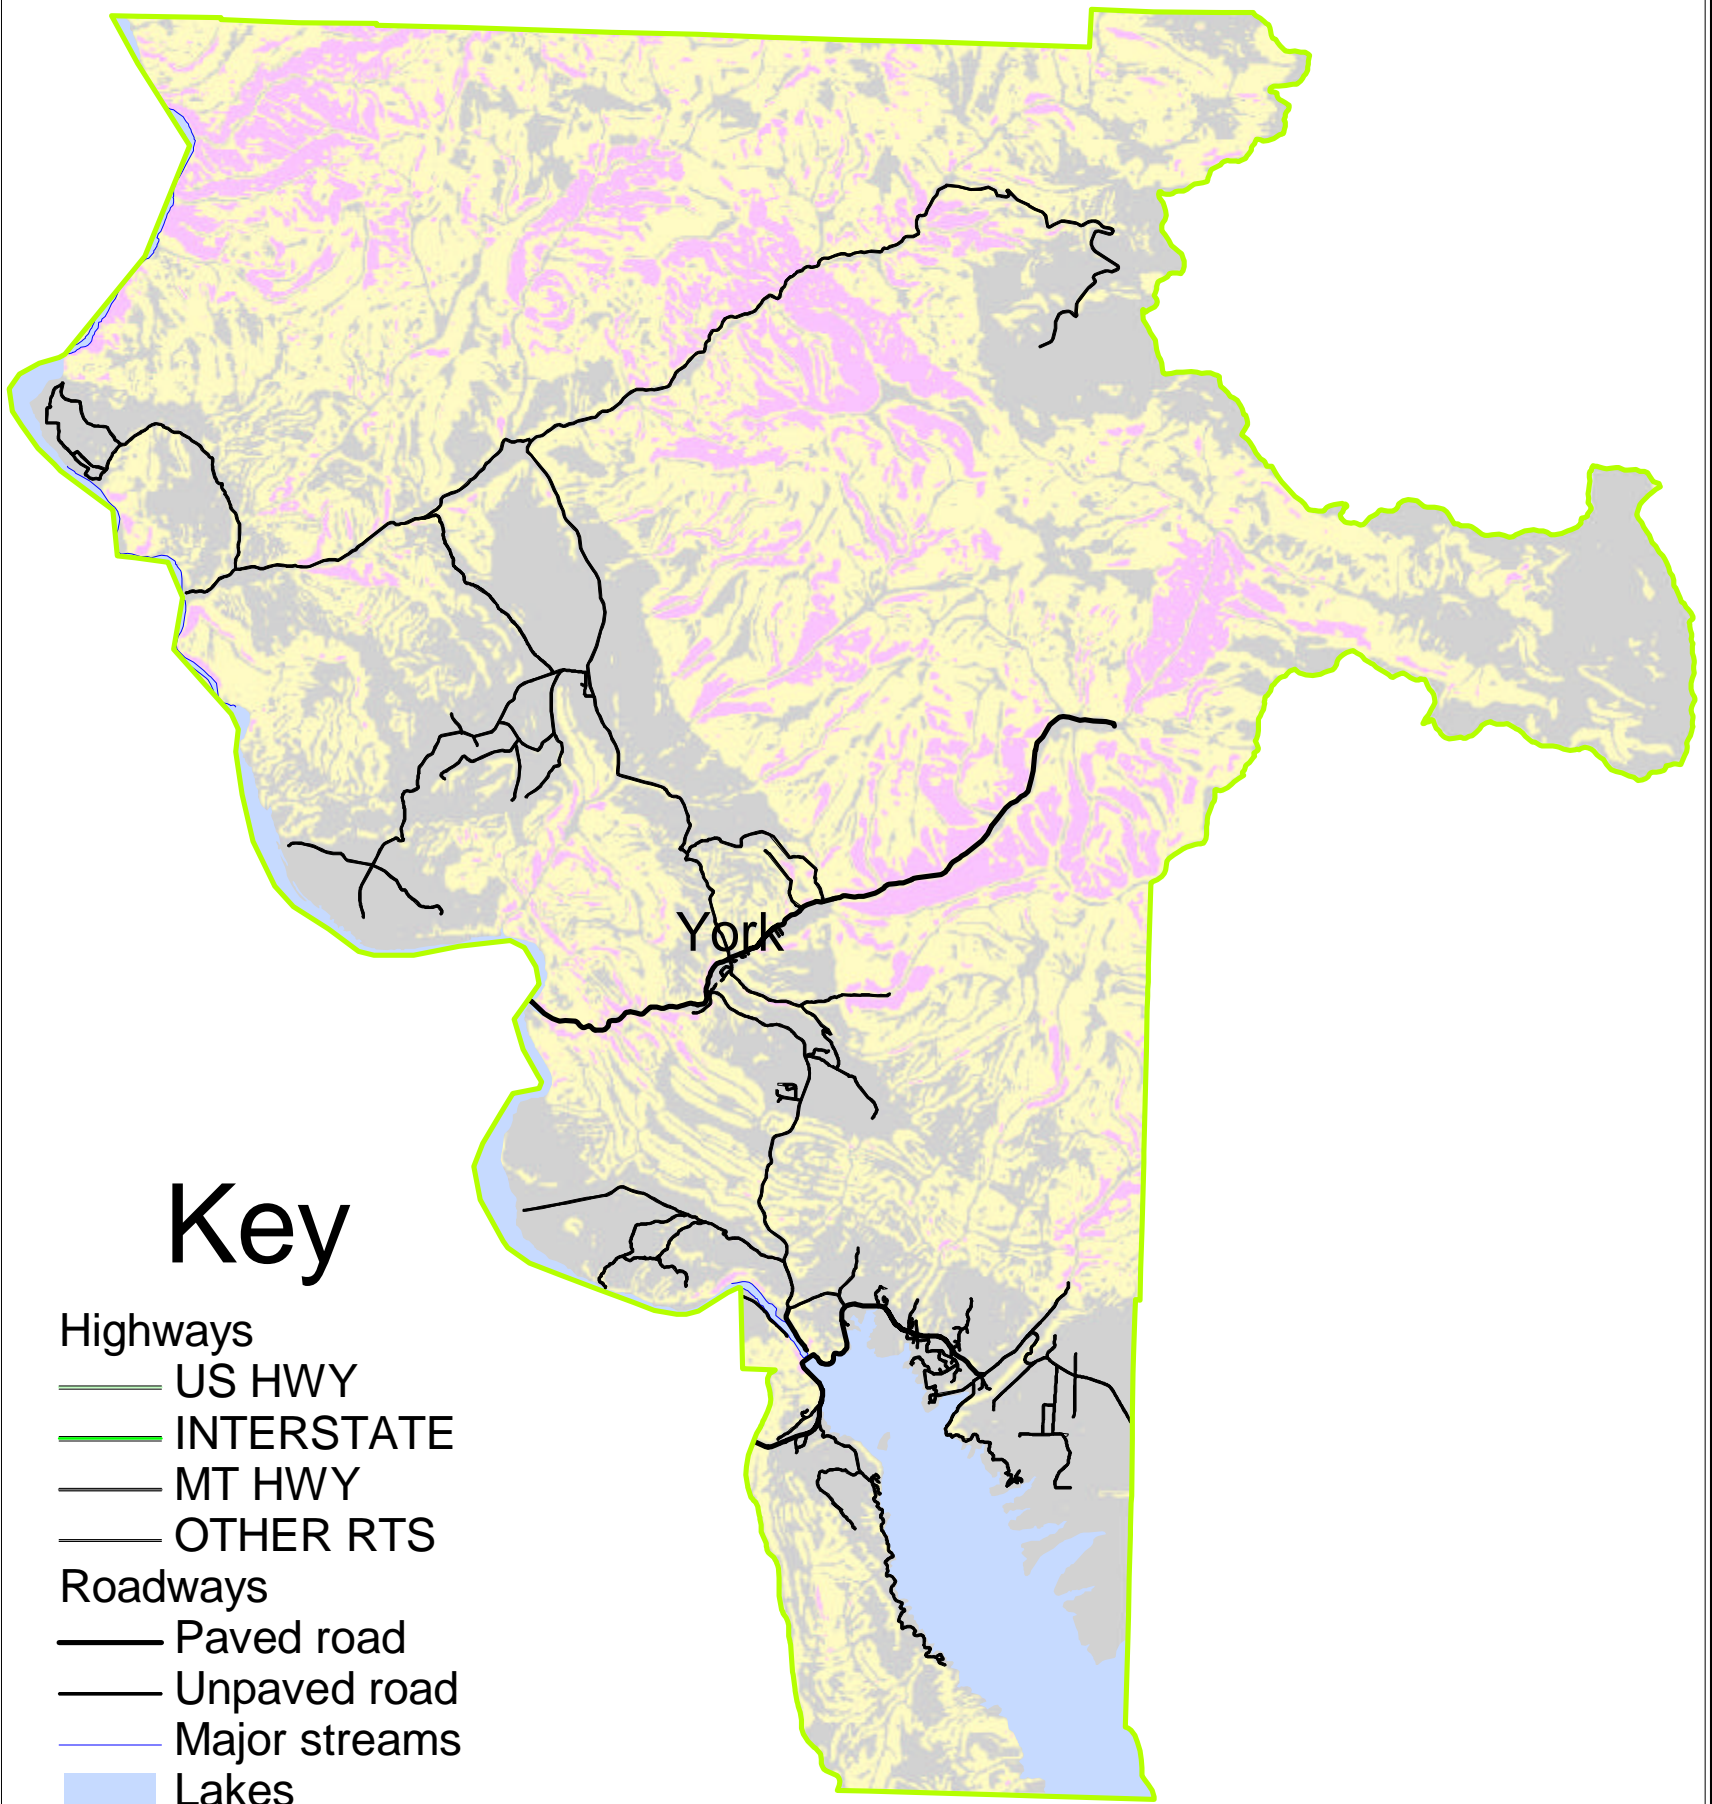 York
Key
Highways
US HWY
INTERSTATE
MT HWY
OTHER RTS
Roadways
Paved road
Unpaved road
Major streams
Lakes